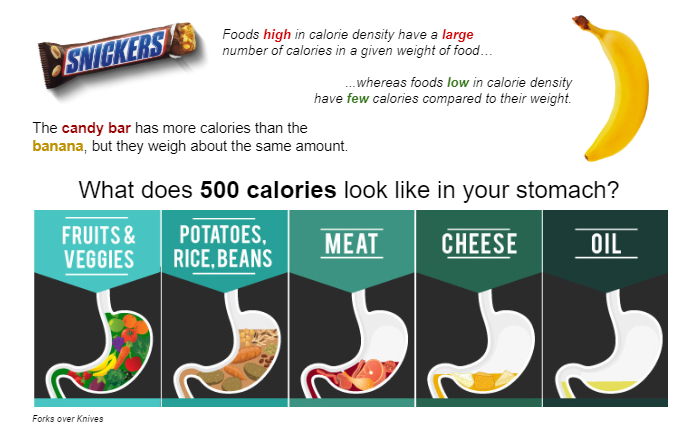 SNICKERS
Foods high in calorie density have a large
number of calories in a given weight of food…
...whereas foods low in calorie density
have few calories compared to their weight.
The candy bar has more calories than the
banana, but they weigh about the same amount.
What does 500 calories look like in your stomach?
FRUITS &
VEGGIES
POTATOES,
RICE, BEANS
MEAT
CHEESE
OIL
Forks over Knives